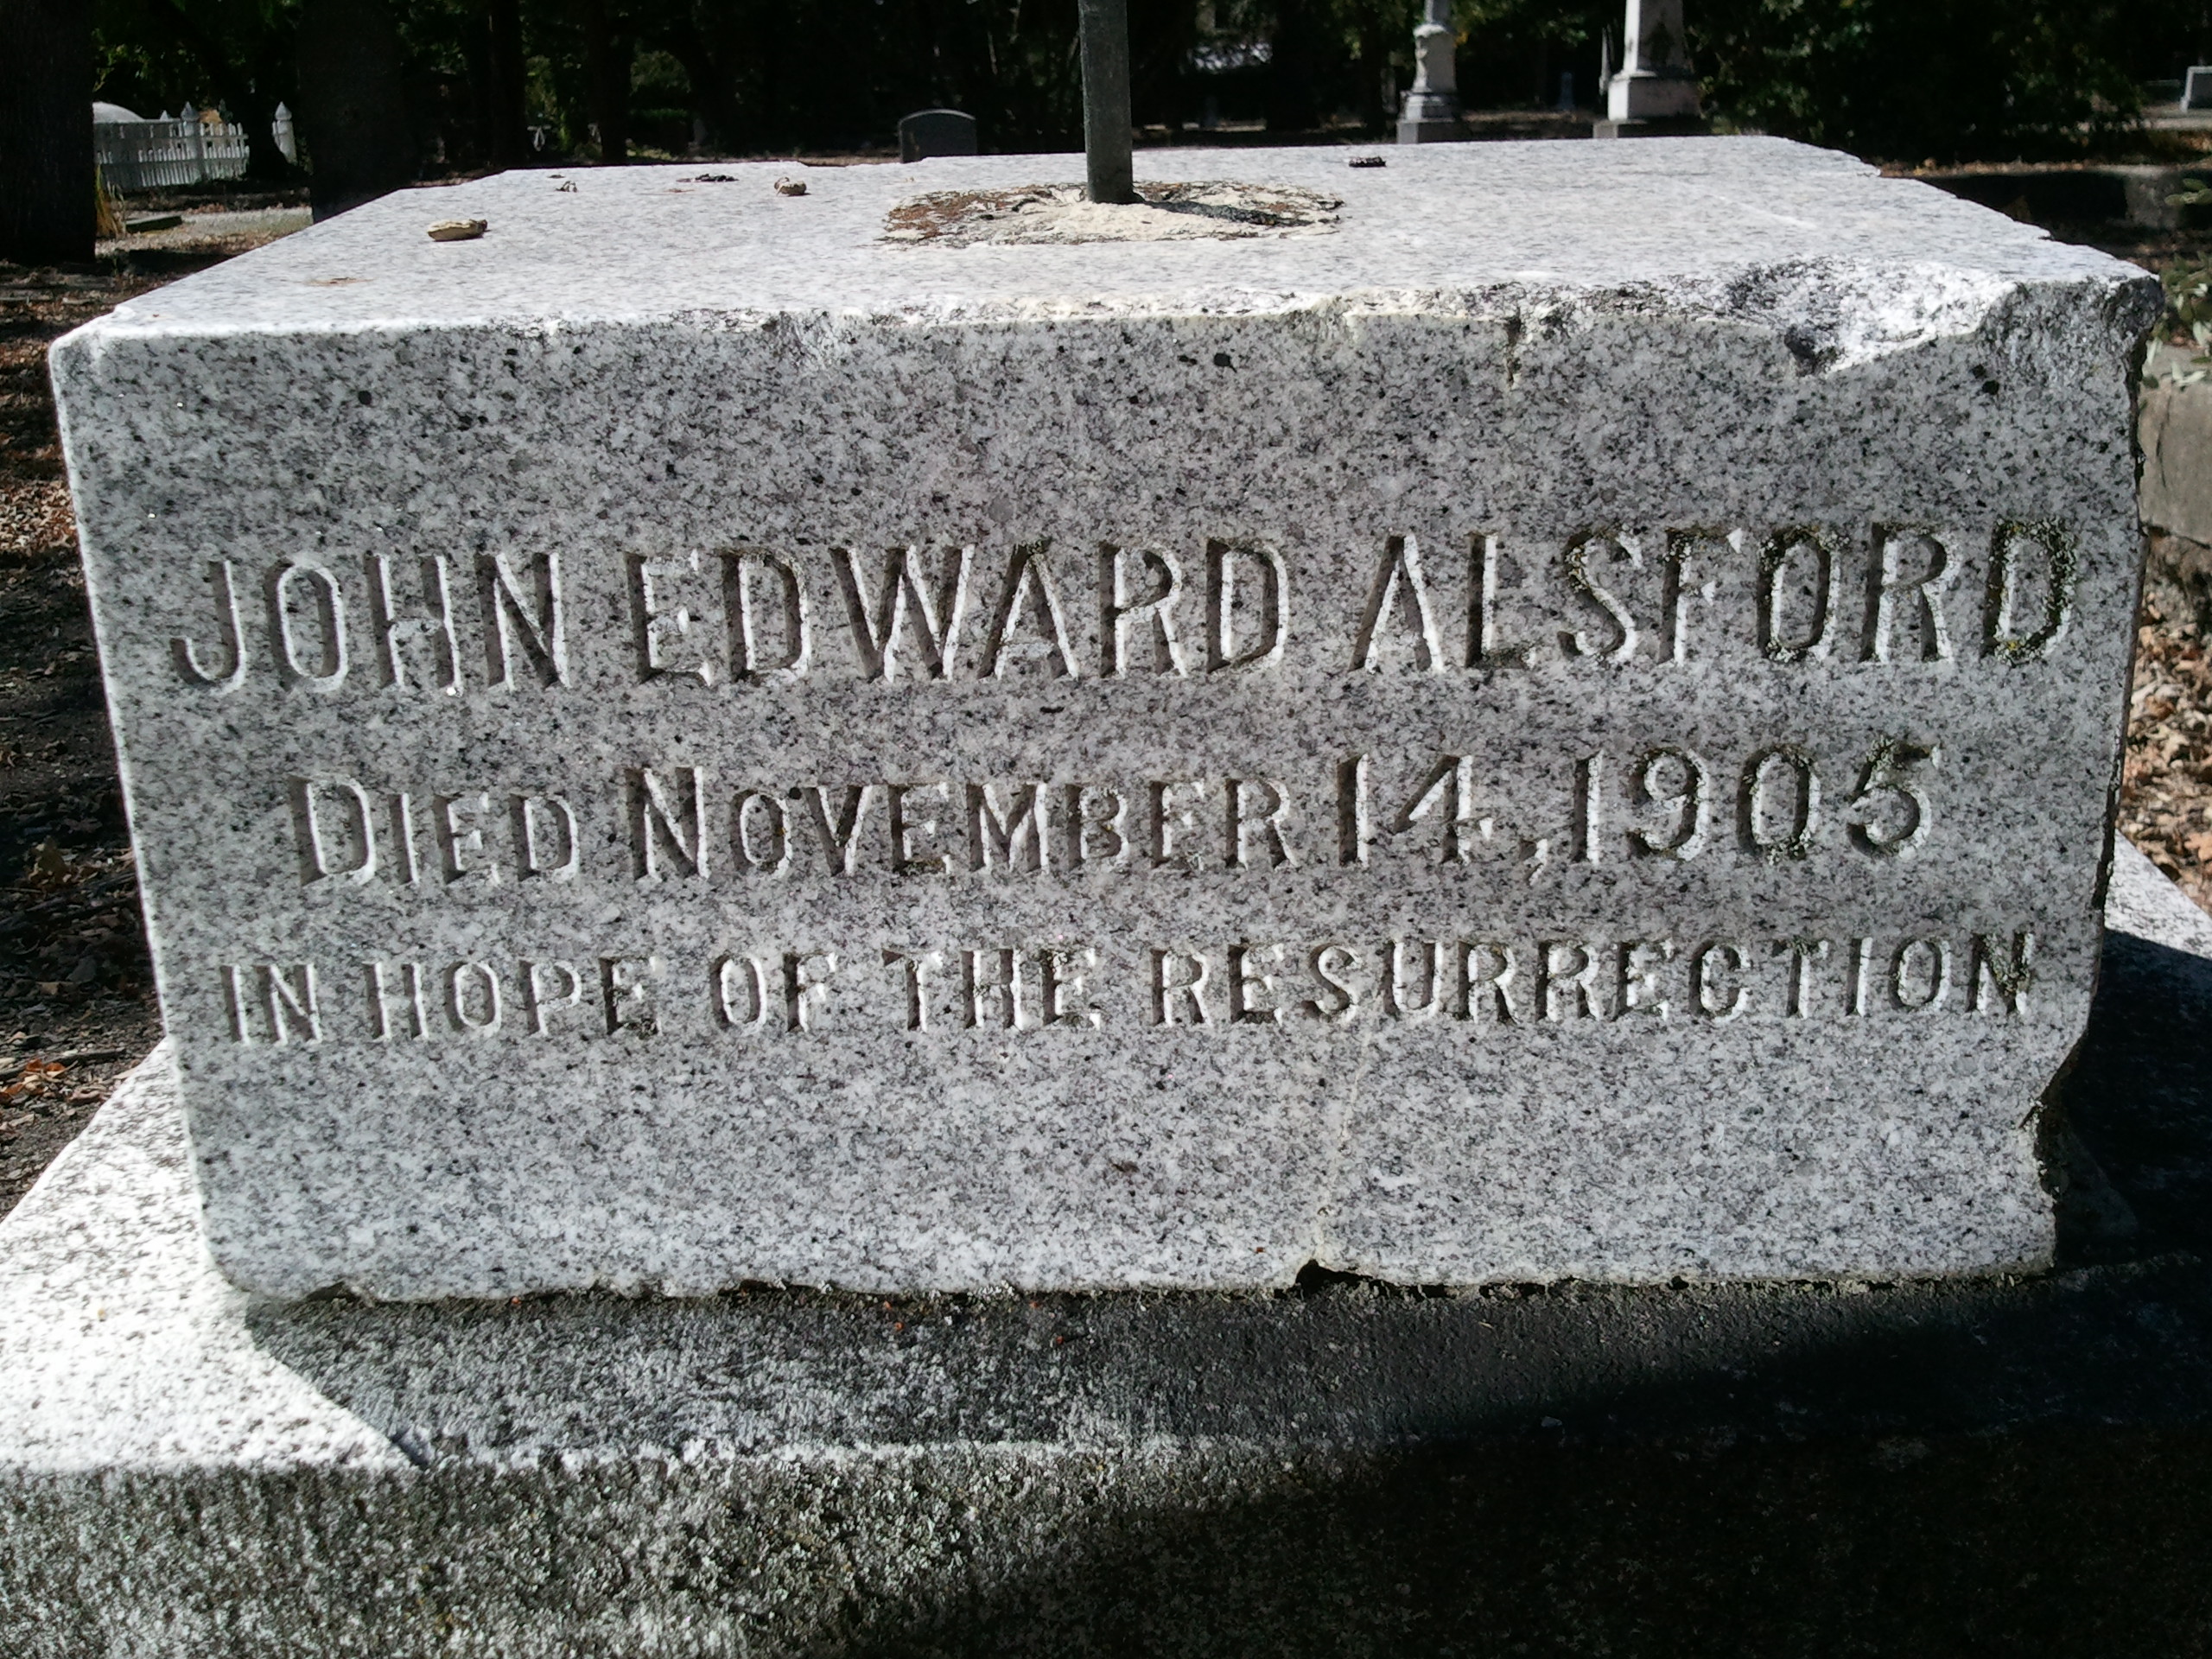 JOHN EDWARD ALSFORD
DIED NOVEMBER 14, 1905
IN HOPE OF THE RESURRECTION